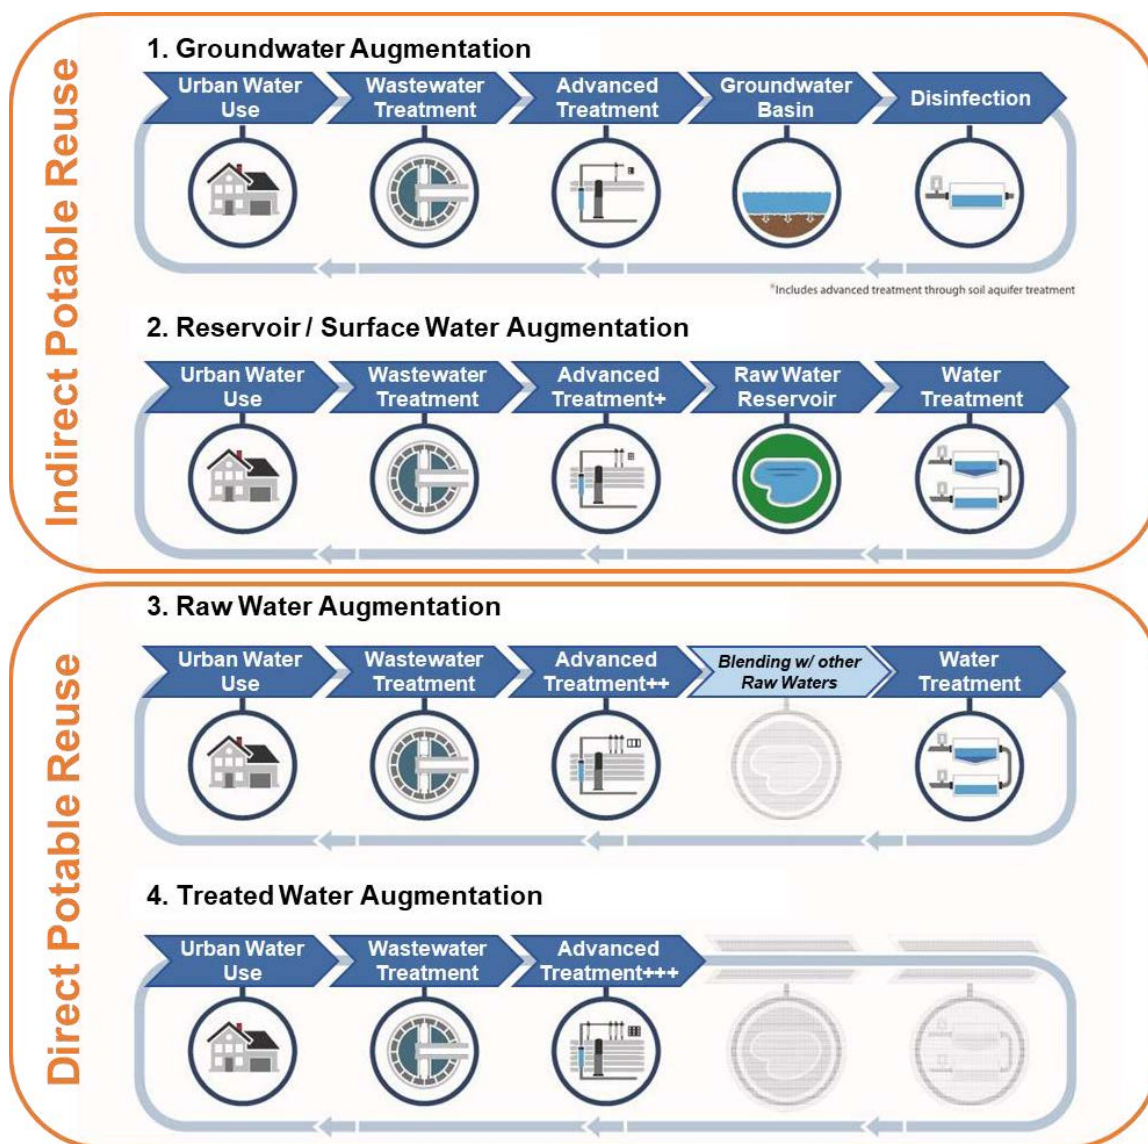 Indirect Potable Reuse
1. Groundwater Augmentation
Urban Water
Use
Wastewater
Treatment
Advanced
Treatment
Groundwater
Basin
Disinfection
*Includes advanced treatment through soil aquifer treatment
2. Reservoir / Surface Water Augmentation
Urban Water
Use
Wastewater
Treatment
Advanced
Treatment+
Raw Water
Reservoir
Water
Treatment
Direct Potable Reuse
3. Raw Water Augmentation
Urban Water
Use
Wastewater
Treatment
Advanced
Treatment++
Blending w/ other
Raw Waters
Water
Treatment
4. Treated Water Augmentation
Urban Water
Use
Wastewater
Treatment
Advanced
Treatment+++